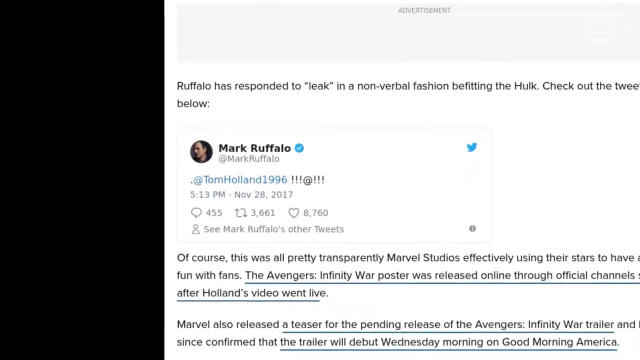 ADVERTISEMENT
Ruffalo has responded to “leak” in a non-verbal fashion befitting the Hulk. Check out the
below:
Mark Ruffalo
@MarkRuffalo
.@TomHolland1996 !!!@!!!
5:13 PM - Nov 28, 2017
455 3,661 8,760
See Mark Ruffalo's other Tweets
Of course, this was all pretty transparently Marvel Studios effectively using their stars to have
fun with fans. The Avengers: Infinity War poster was released online through official channels
after Holland's video went live.
Marvel also released a teaser for the pending release of the Avengers: Infinity War trailer and
since confirmed that the trailer will debut Wednesday morning on Good Morning America.